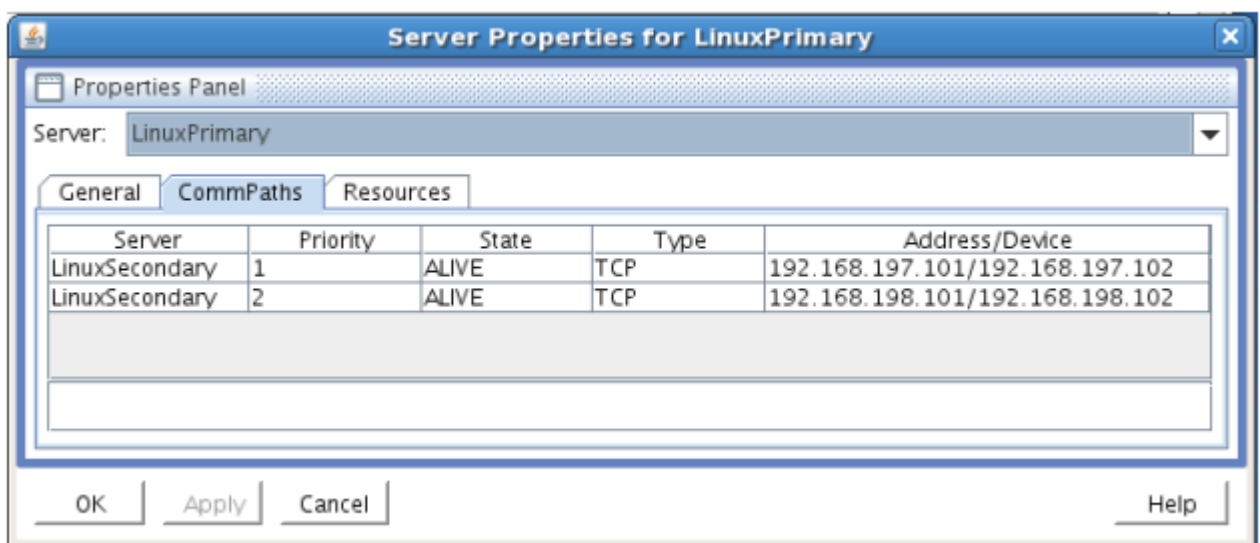 Server Properties for LinuxPrimary
Properties Panel
Server: LinuxPrimary
General CommPaths Resources
Server Priority State Type Address/Device
LinuxSecondary 1 ALIVE TCP 192.168.197.101/192.168.197.102
LinuxSecondary 2 ALIVE TCP 192.168.198.101/192.168.198.102
OK Apply Cancel Help